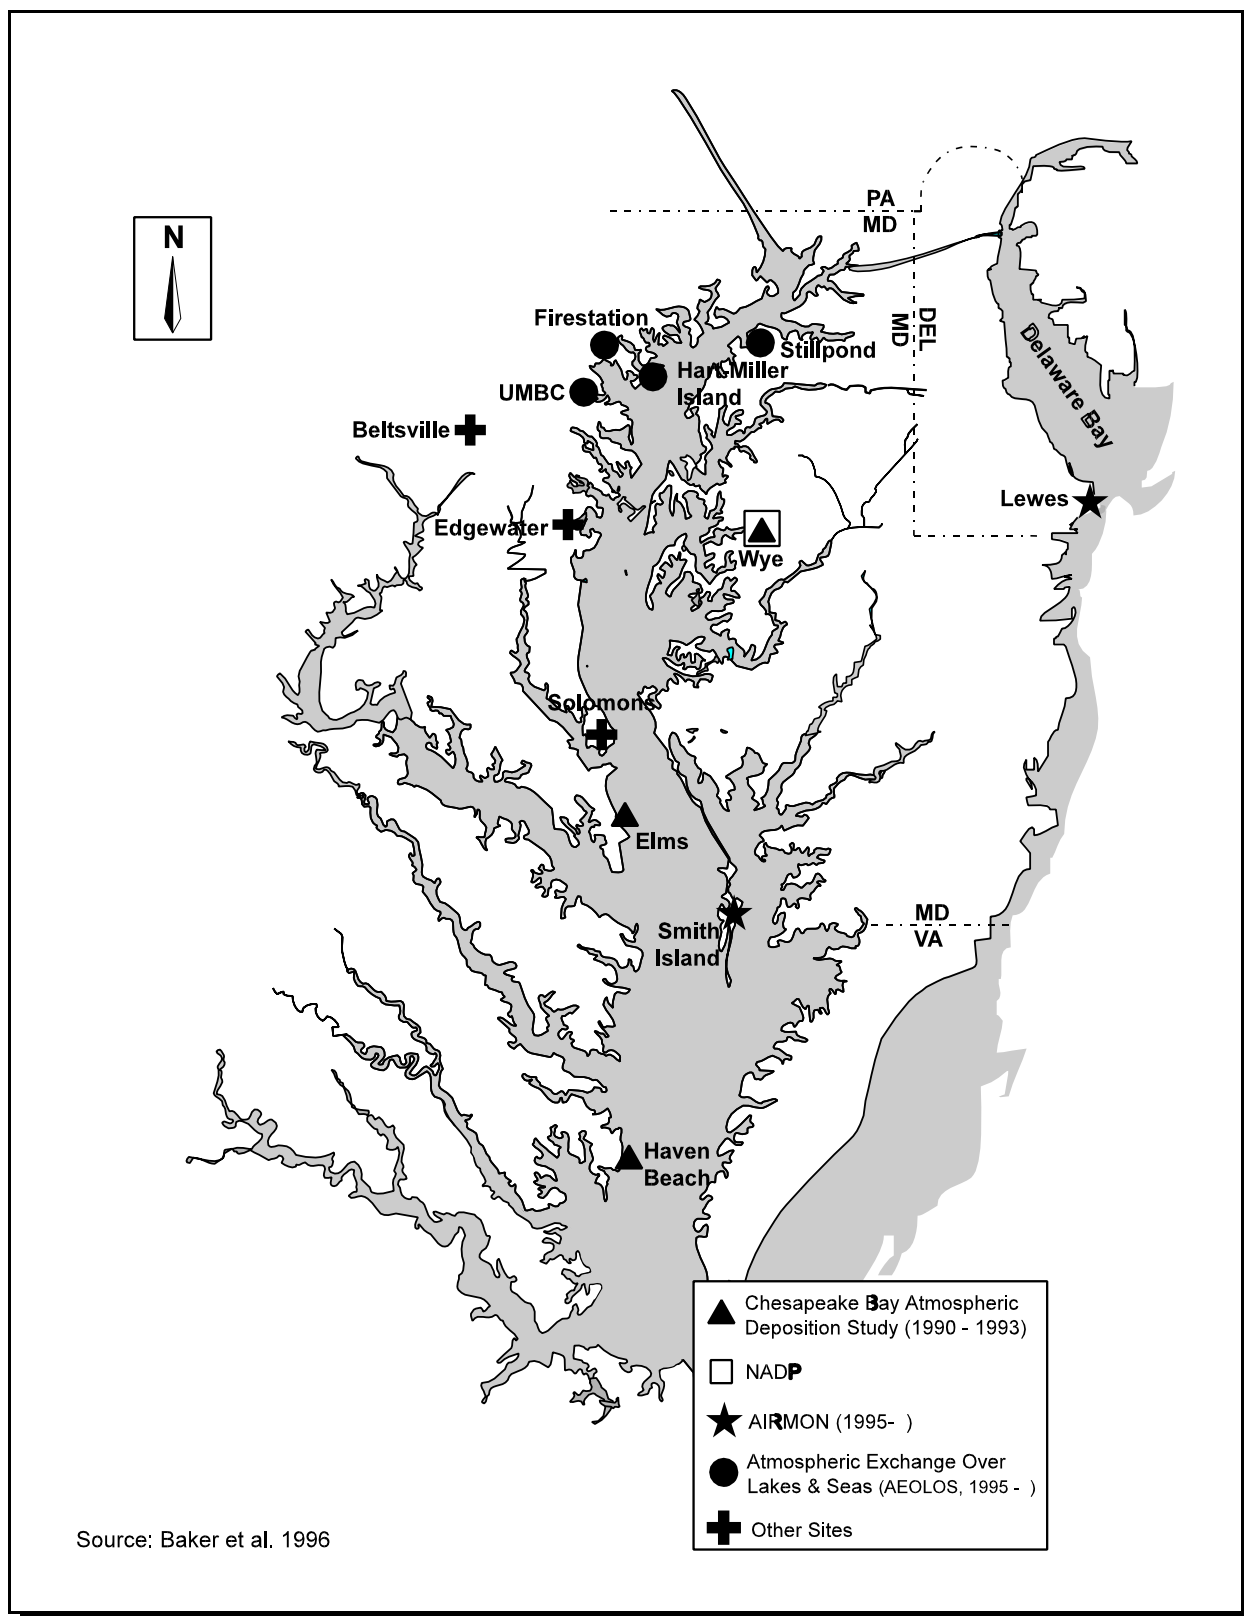 N
PA
MD
DEL
MD
Firestation
Stillpond
Hart-Miller
Island
UMBC
Beltsville
Delaware Bay
Edgewater
Lewes
Wye
Solomons
Elms
Smith
Island
MD
VA
Haven
Beach
Chesapeake Bay Atmospheric
Deposition Study (1990 - 1993)
NADP
AIRMON (1995- )
Atmospheric Exchange Over
Lakes & Seas (AEOLOS, 1995 - )
Other Sites
Source: Baker et al. 1996